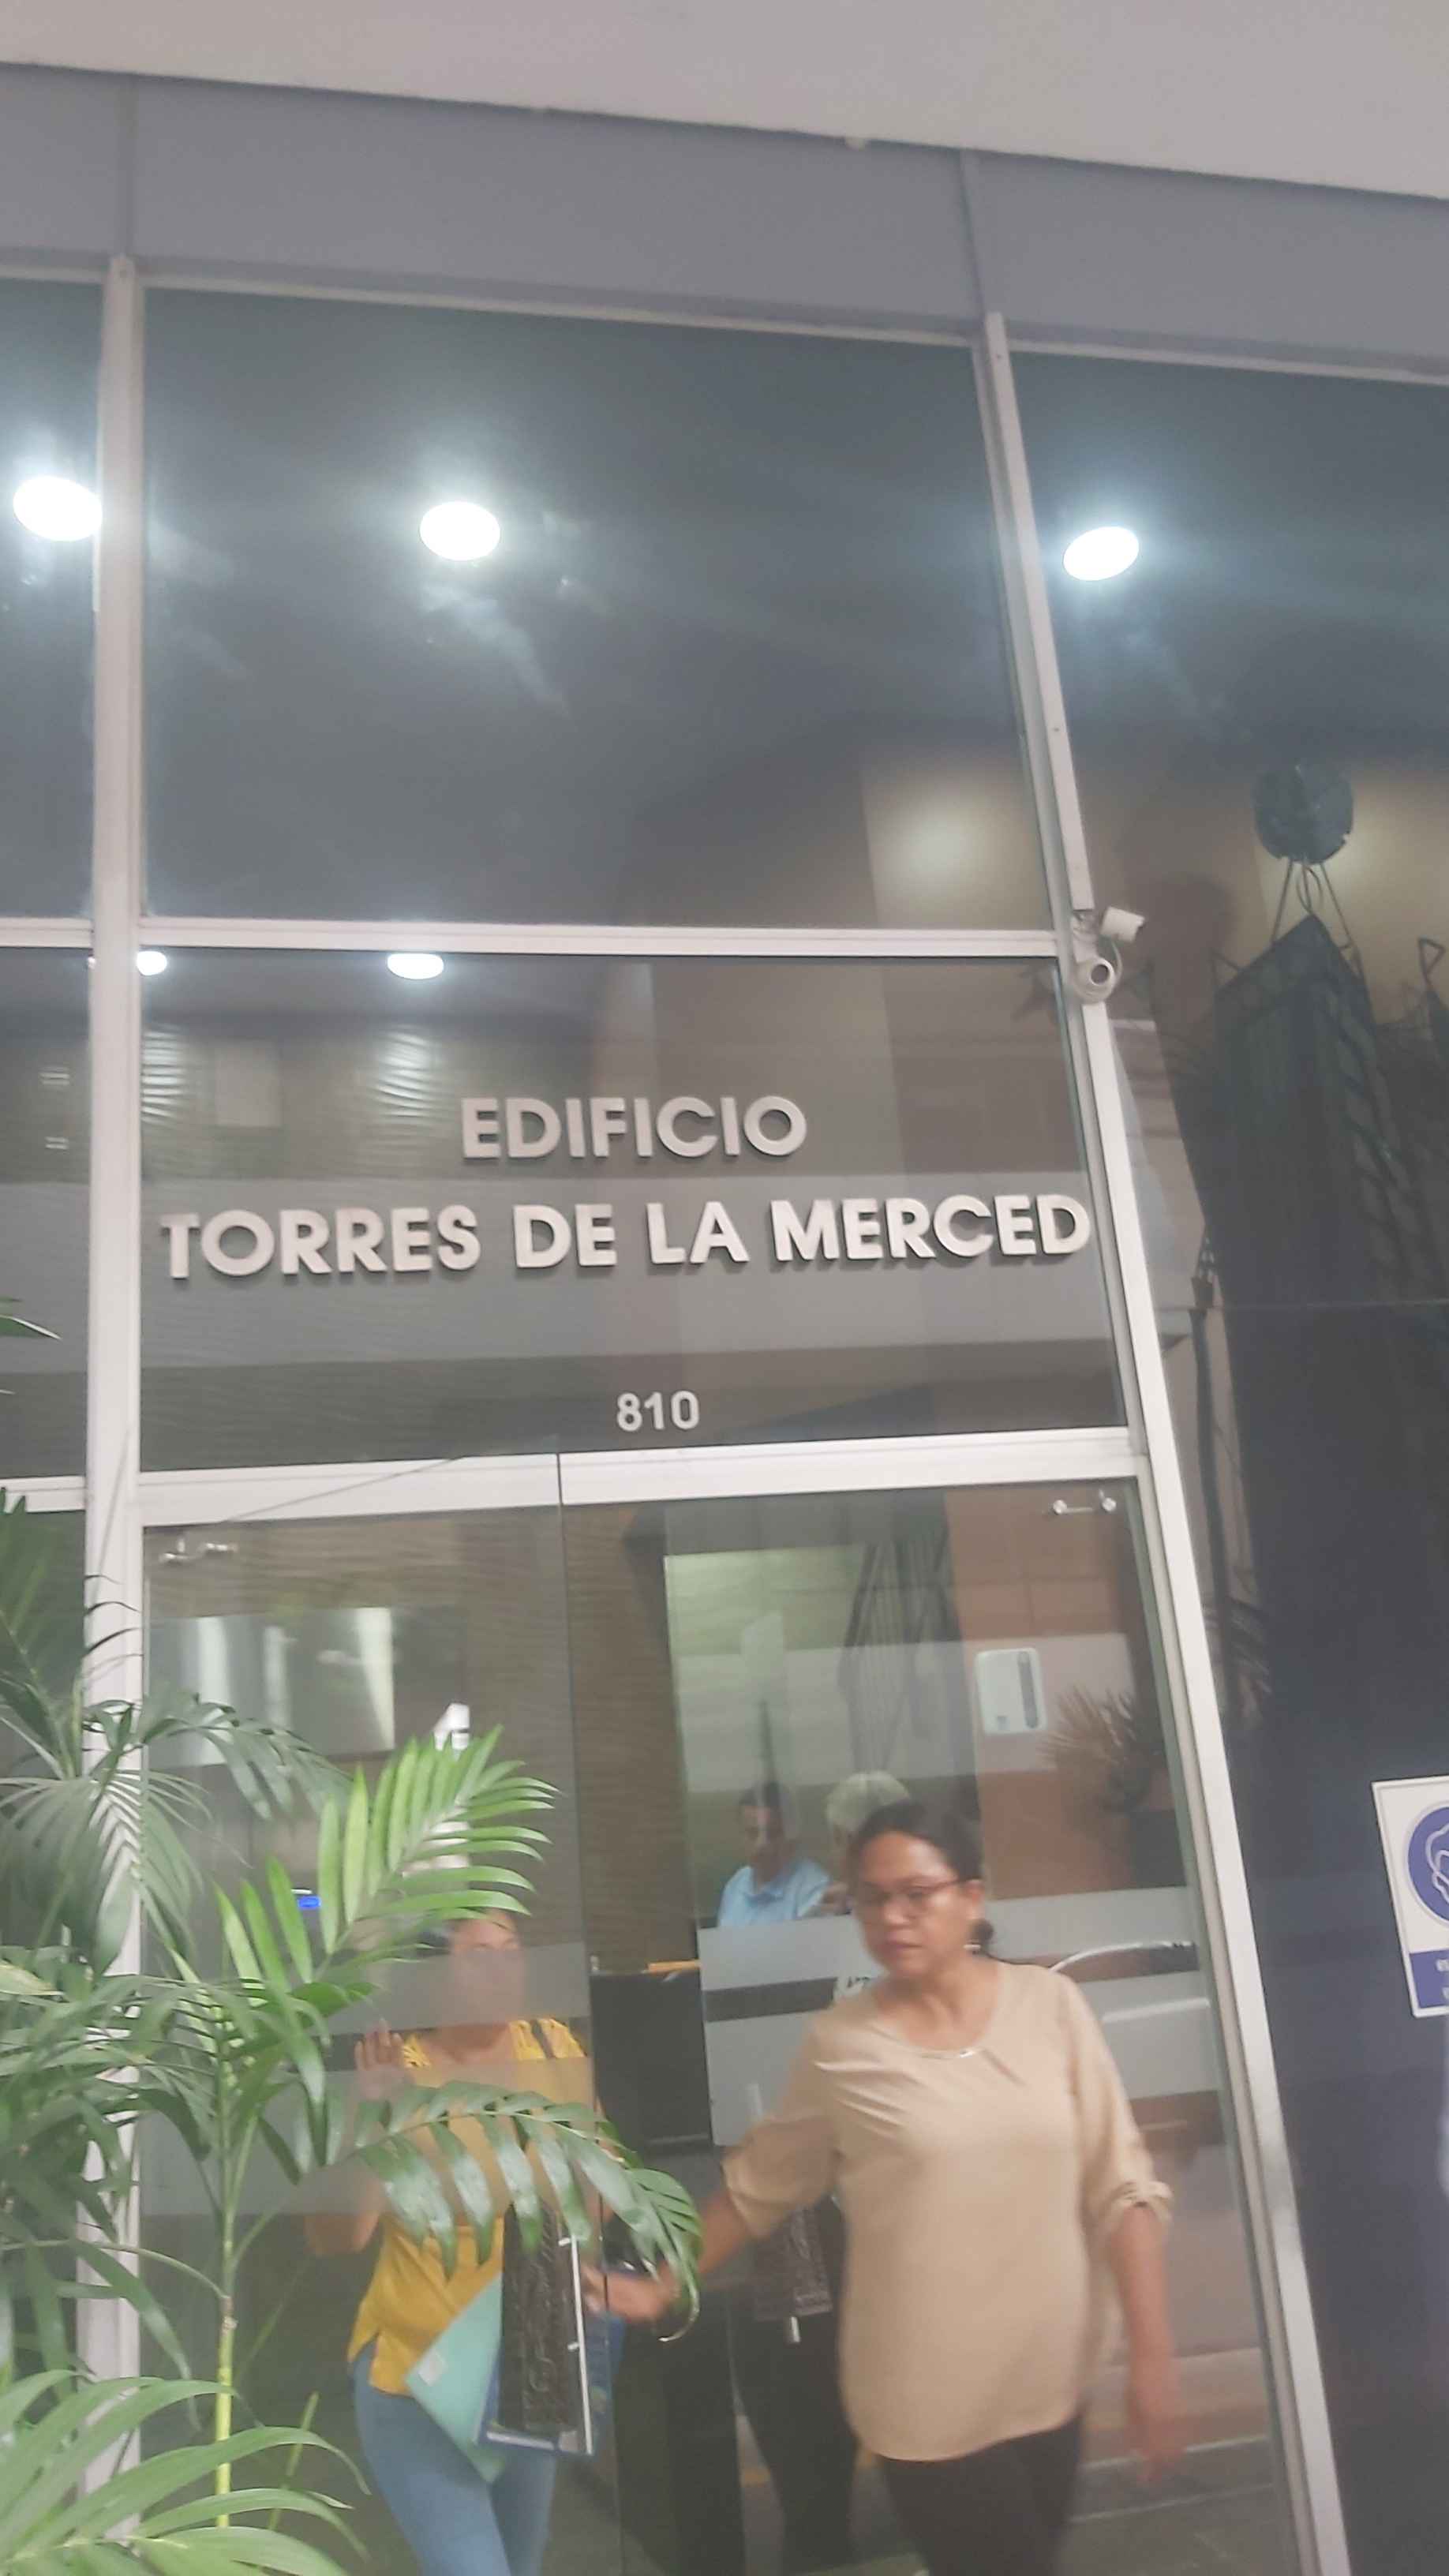 EDIFICIO
TORRES DE LA MERCED
810